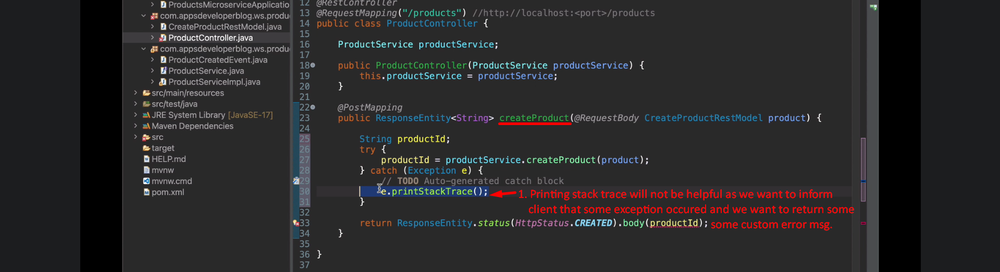 ProductsMicroserviceApplicatio
com.appsdeveloperblog.ws.produ
CreateProductRestModel.java
ProductController.java
com.appsdeveloperblog.ws.produ
ProductCreatedEvent.java
ProductService.java
ProductServiceImpl.java
src/main/resources
src/test/java
JRE System Library [JavaSE-17]
Maven Dependencies
src
target
HELP.md
mvnw
mvnw.cmd
pom.xml
12 @RestController
13 @RequestMapping("/products") //http://localhost:<port>/products
14 public class ProductController {
15
16 ProductService productService;
17
18 public ProductController(ProductService productService) {
19 this.productService = productService;
20 }
21
22 @PostMapping
23 public ResponseEntity<String> createProduct(@RequestBody CreateProductRestModel product) {
24
25 String productId;
26 try {
27 productId = productService.createProduct(product);
28 } catch (Exception e) {
29 // TODO Auto-generated catch block
30 e.printStackTrace();
31 }
32
33 return ResponseEntity.status(HttpStatus.CREATED).body(productId);
34 }
35
36 }
37
1. Printing stack trace will not be helpful as we want to inform
client that some exception occured and we want to return some
some custom error msg.